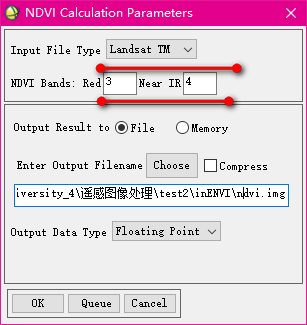 NDVI Calculation Parameters
Input File Type Landsat TM
NDVI Bands: Red 3 Near IR 4
Output Result to File Memory
Enter Output Filename Choose Compress
iversity_4\遥感图像处理\test2\inENVI\ndvi.img
Output Data Type Floating Point
OK Queue Cancel